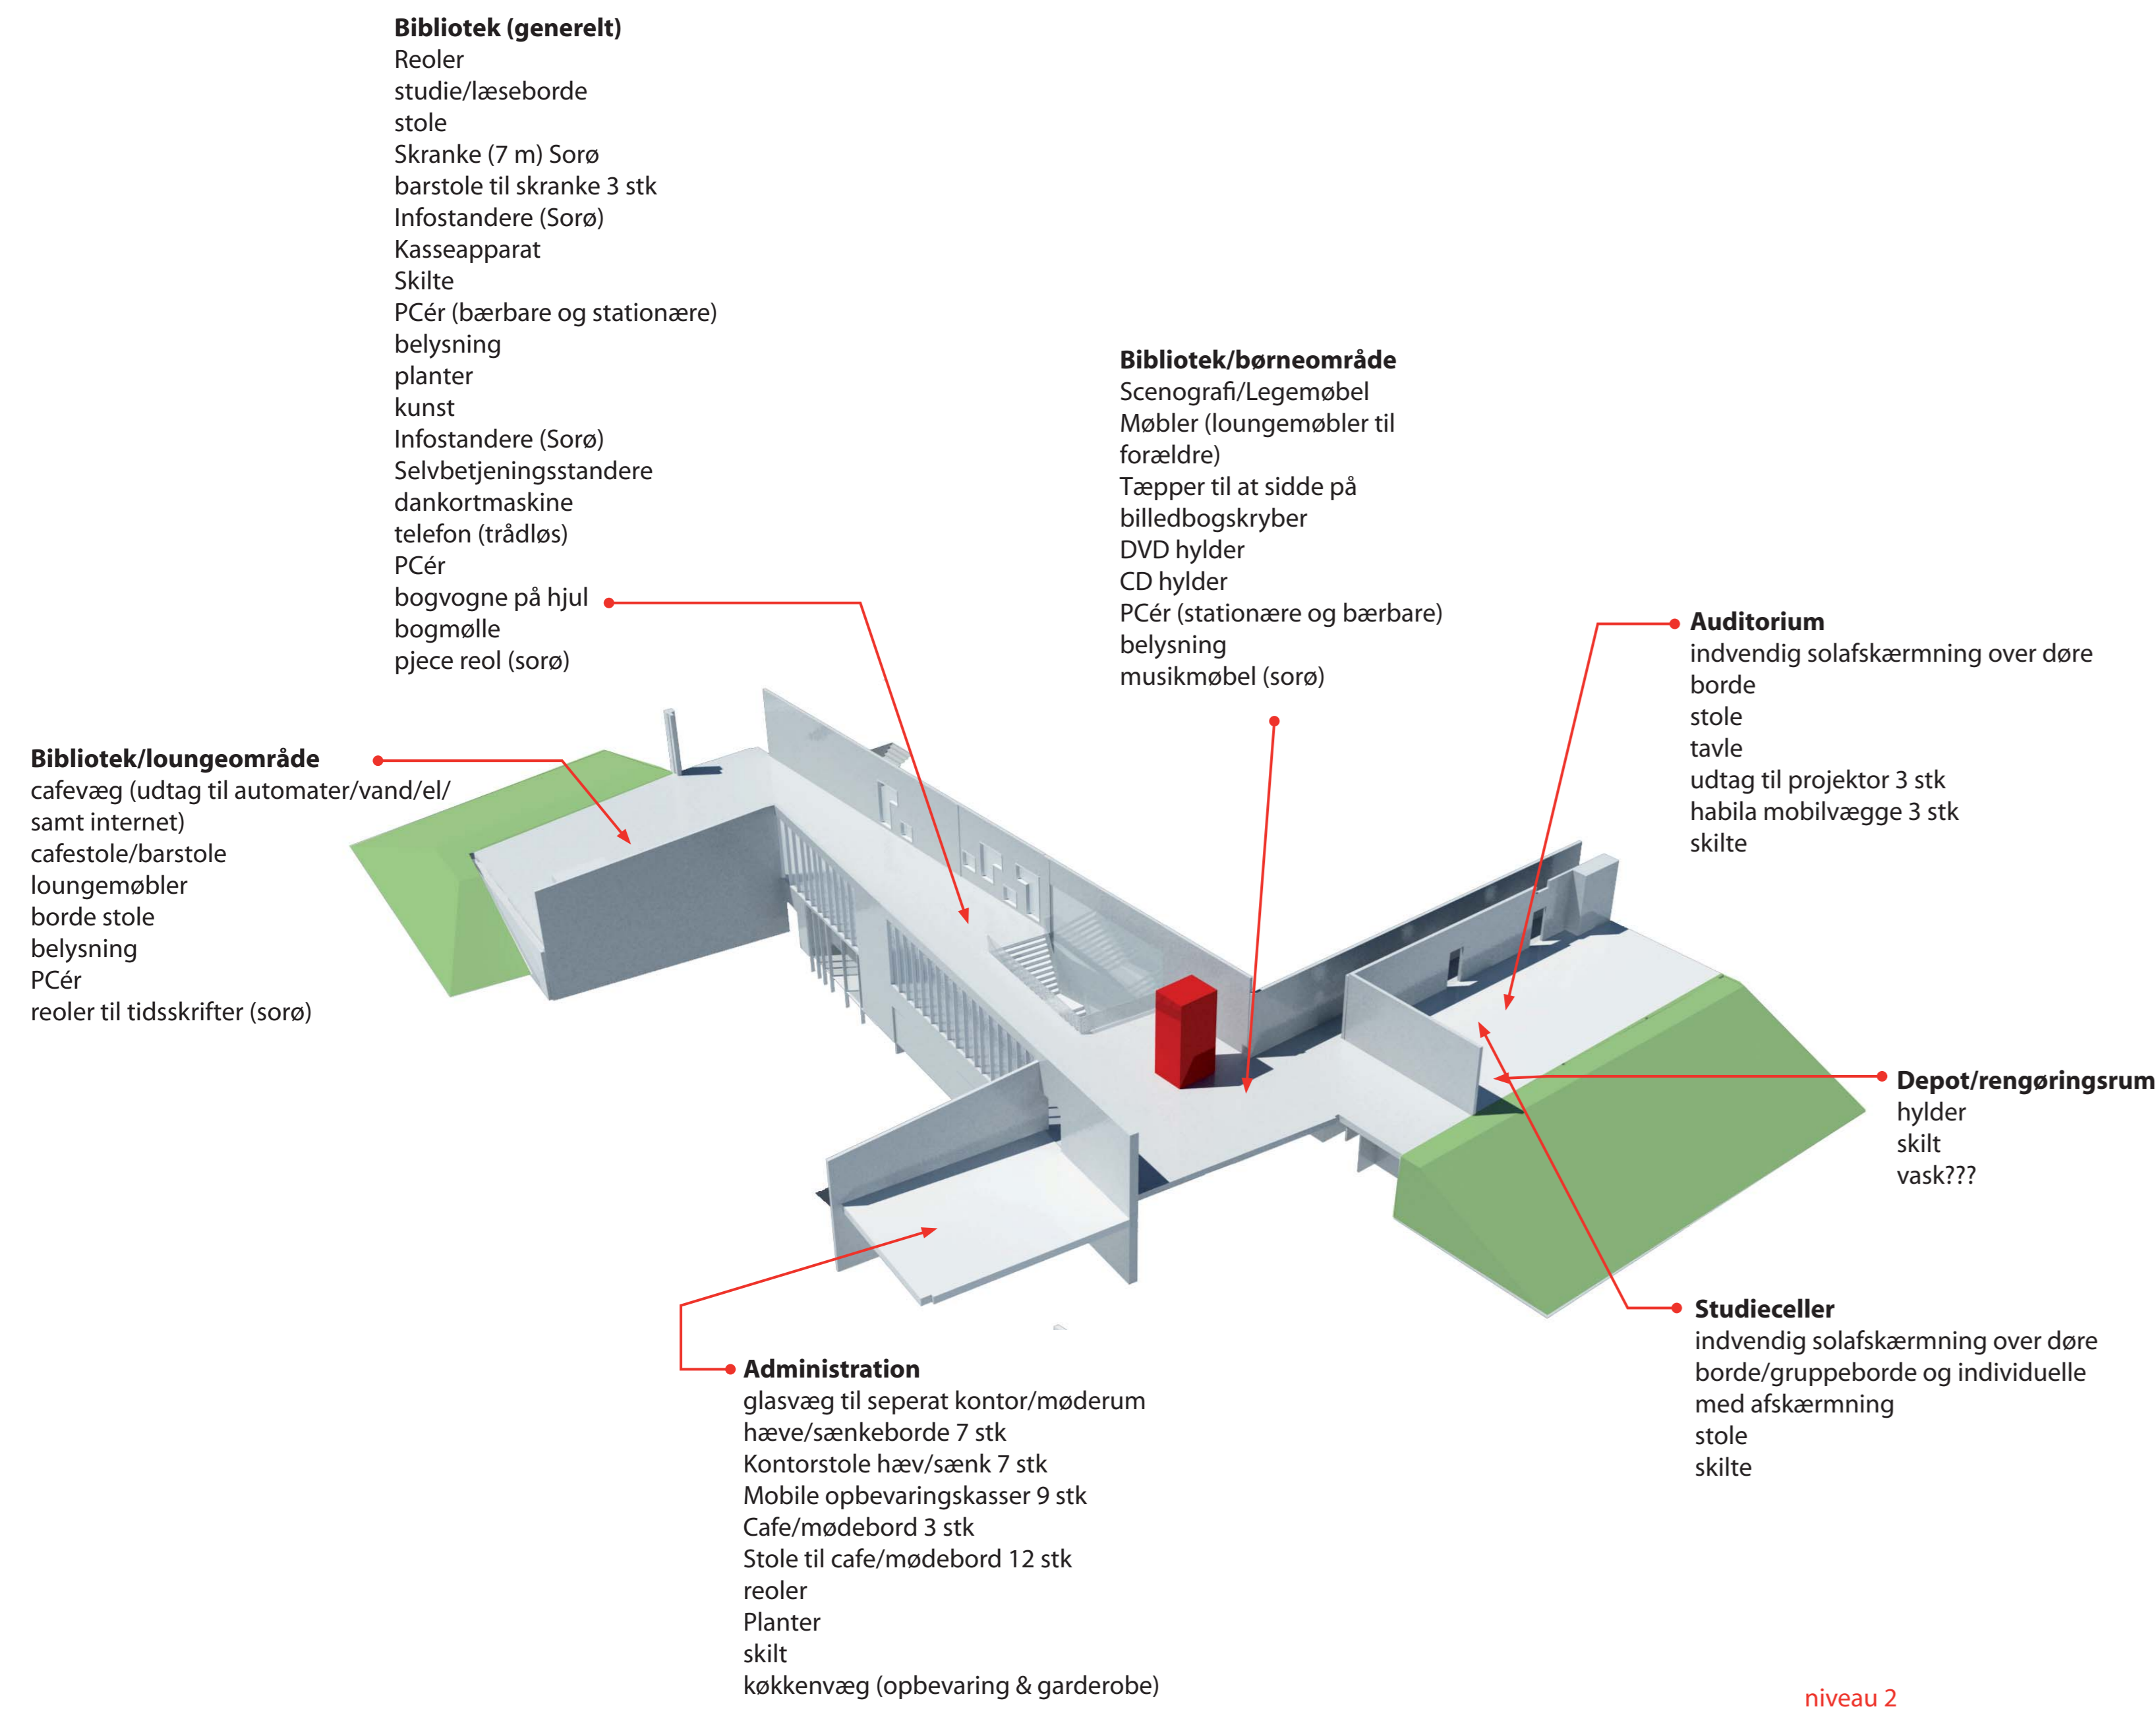 Bibliotek (generelt)
Reoler
studie/læseborde
stole
Skranke (7 m) Sorø
barstole til skranke 3 stk
Infostandere (Sorø)
Kasseapparat
Skilte
PCér (bærbare og stationære)
belysning
planter
kunst
Infostandere (Sorø)
Selvbetjeningsstandere
dankortmaskine
telefon (trådløs)
PCér
bogvogne på hjul
bogmølle
pjece reol (sorø)
Bibliotek/børneområde
Scenografi/Legemøbel
Møbler (loungemøbler til
forældre)
Tæpper til at sidde på
billedbogskryber
DVD hylder
CD hylder
PCér (stationære og bærbare)
belysning
musikmøbel (sorø)
Auditorium
indvendig solafskærmning over døre
borde
stole
tavle
udtag til projektor 3 stk
habila mobilvægge 3 stk
skilte
Bibliotek/loungeområde
cafevæg (udtag til automater/vand/el/
samt internet)
cafestole/barstole
loungemøbler
borde stole
belysning
PCér
reoler til tidsskrifter (sorø)
Depot/rengøringsrum
hylder
skilt
vask???
Studieceller
indvendig solafskærmning over døre
borde/gruppeborde og individuelle
med afskærmning
stole
skilte
Administration
glasvæg til seperat kontor/møderum
hæve/sænkeborde 7 stk
Kontorstole hæv/sænk 7 stk
Mobile opbevaringskasser 9 stk
Cafe/mødebord 3 stk
Stole til cafe/mødebord 12 stk
reoler
Planter
skilt
køkkenvæg (opbevaring & garderobe)
niveau 2